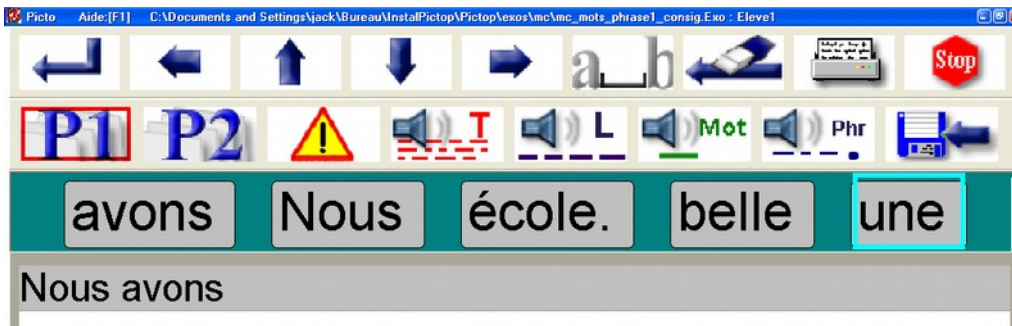 Picto Aide:[F1] C:\Documents and Settings\jack\Bureau\InstalPictop\Pictop\exos\mc\mc_mots_phrase1_consig.Exo : Eleve1
a b Stop
P1 P2 T L Mot Phr
avons Nous école. belle une
Nous avons